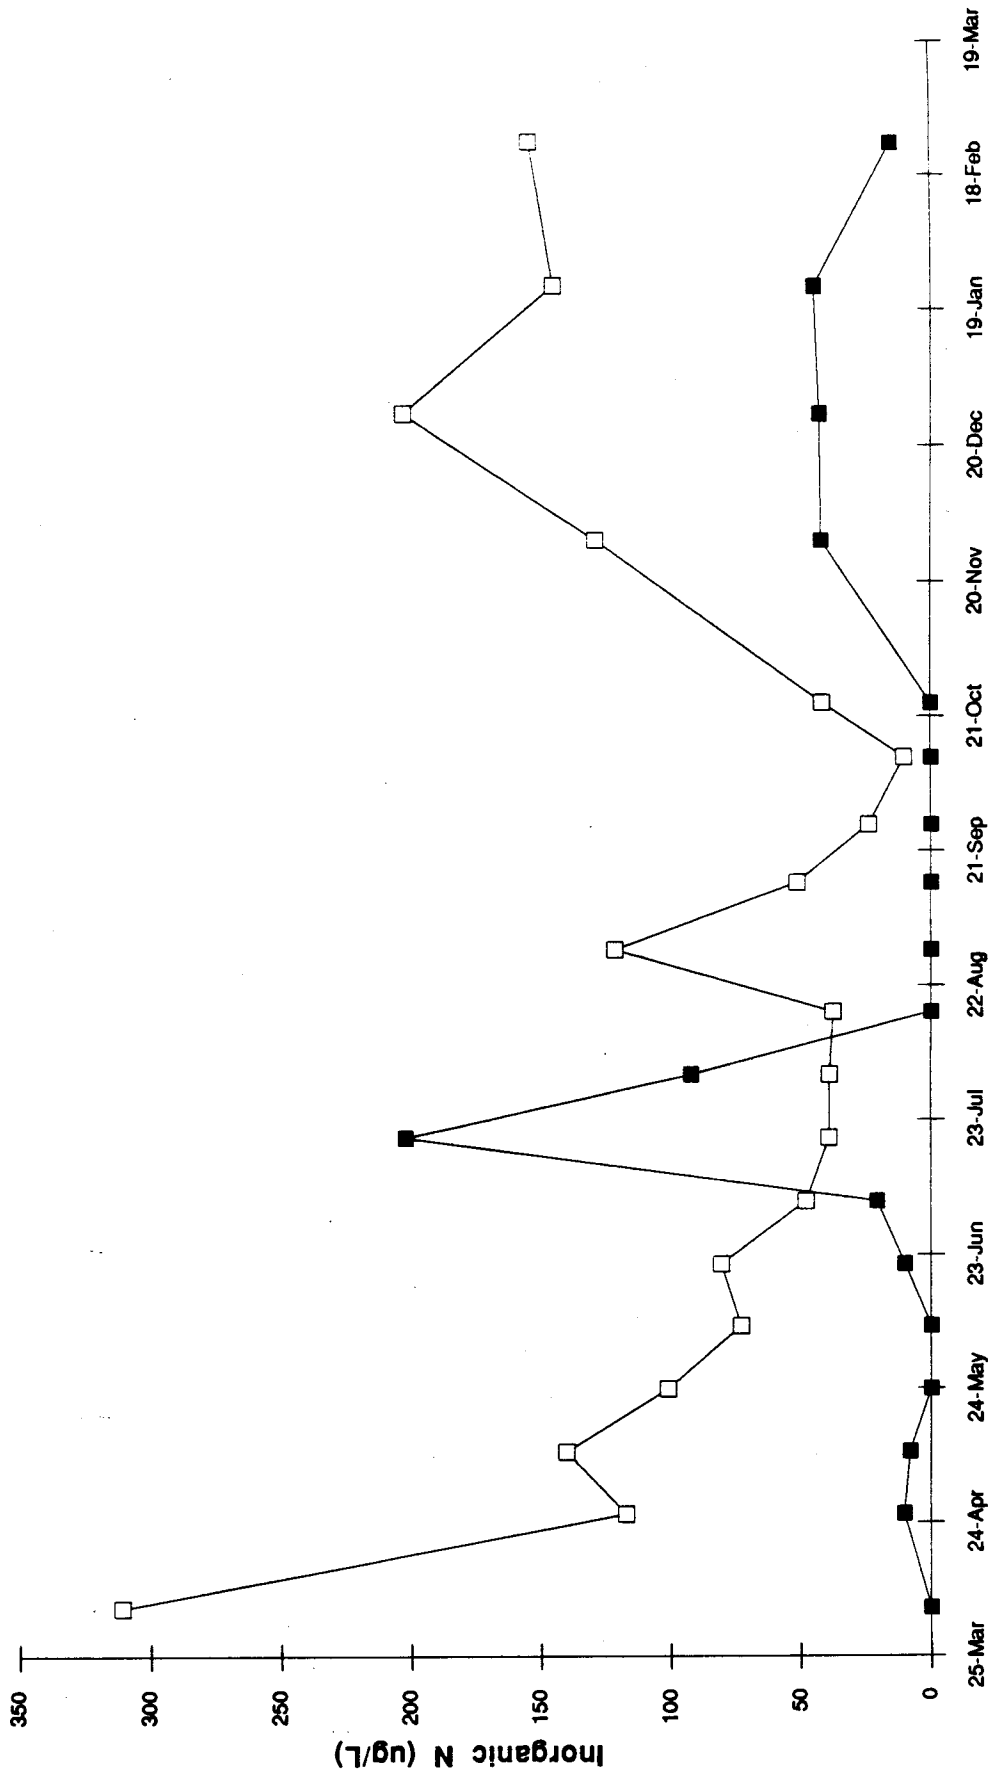 Inorganic N (ug/L)
350
300
250
200
150
100
50
0
25-Mar
24-Apr
24-May
23-Jun
23-Jul
22-Aug
21-Sep
21-Oct
20-Nov
20-Dec
19-Jan
18-Feb
19-Mar